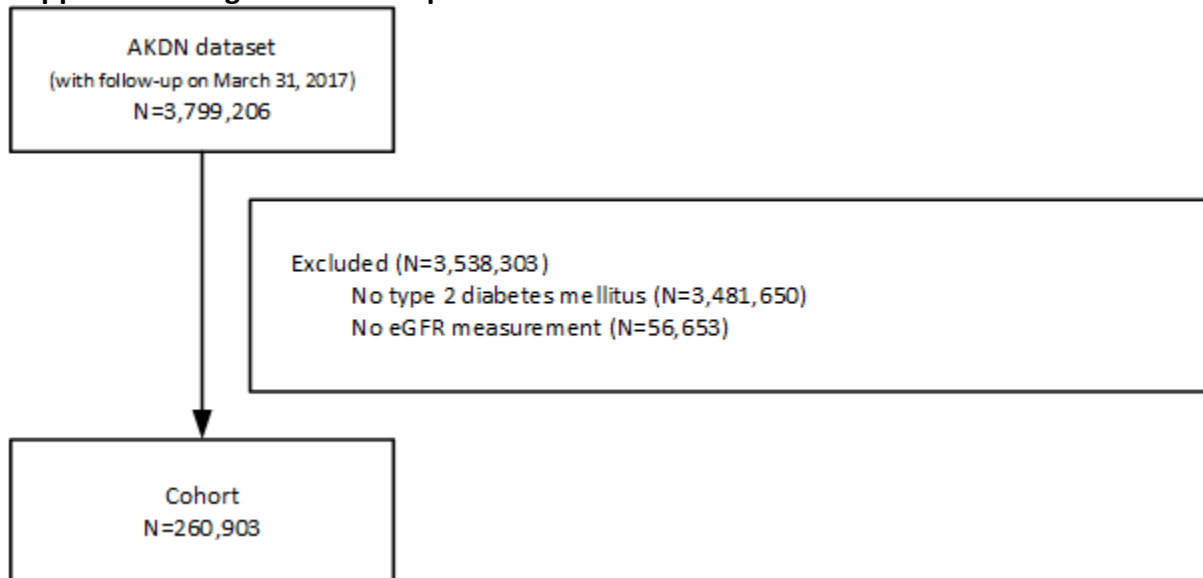 AKDN dataset
(with follow-up on March 31, 2017)
N=3,799,206
Excluded (N=3,538,303)
No type 2 diabetes mellitus (N=3,481,650)
No eGFR measurement (N=56,653)
Cohort
N=260,903